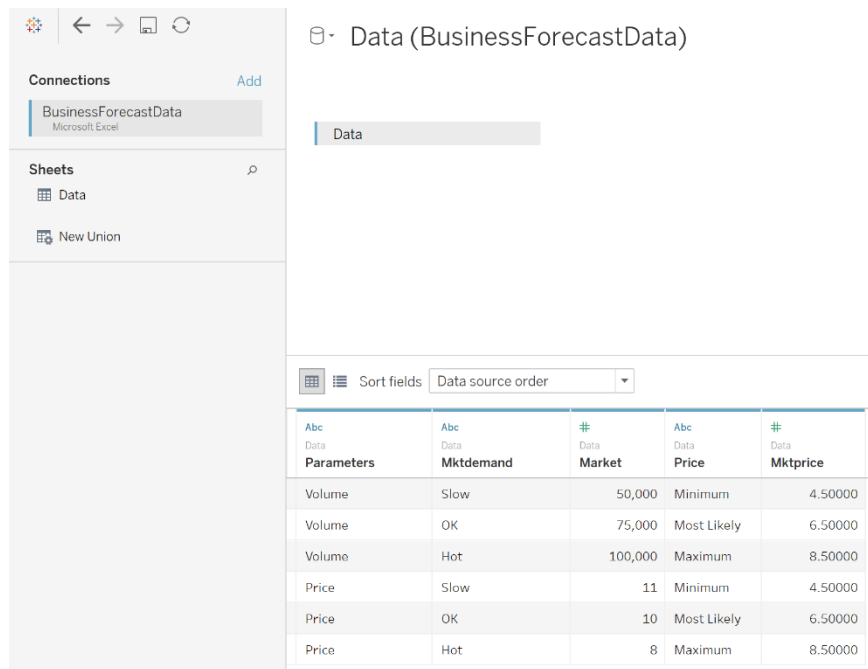 Data (BusinessForecastData)
Connections Add
BusinessForecastData
Microsoft Excel
Sheets
Data
New Union
Data
Sort fields Data source order
Abc Abc # Abc #
Data Data Data Data Data
Parameters Mktdemand Market Price Mktprice
Volume Slow 50,000 Minimum 4.50000
Volume OK 75,000 Most Likely 6.50000
Volume Hot 100,000 Maximum 8.50000
Price Slow 11 Minimum 4.50000
Price OK 10 Most Likely 6.50000
Price Hot 8 Maximum 8.50000